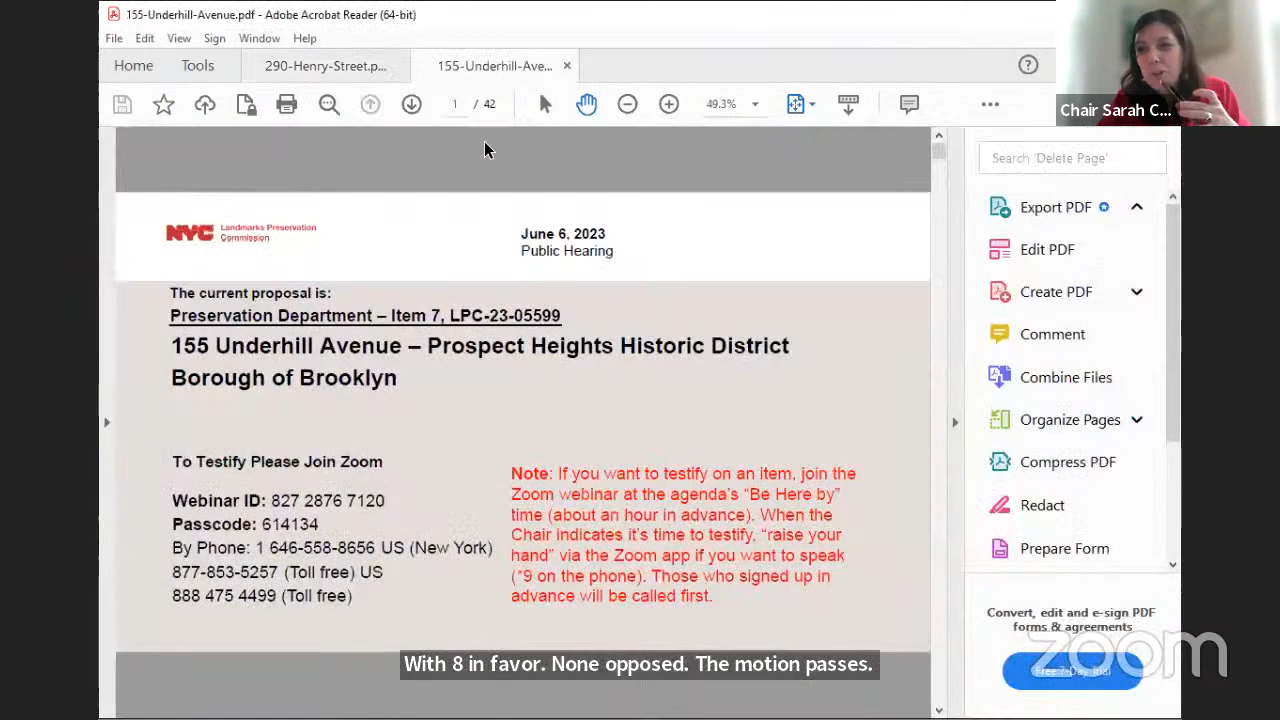 155-Underhill-Avenue.pdf - Adobe Acrobat Reader (64-bit)
File Edit View Sign Window Help
Home Tools 290-Henry-Street.p... 155-Underhill-Ave... ×
1 / 42 49.3%
Chair Sarah C...
Search 'Delete Page'
NYC Landmarks Preservation
Commission
June 6, 2023
Public Hearing
The current proposal is:
Preservation Department – Item 7, LPC-23-05599
155 Underhill Avenue – Prospect Heights Historic District
Borough of Brooklyn
To Testify Please Join Zoom
Webinar ID: 827 2876 7120
Passcode: 614134
By Phone: 1 646-558-8656 US (New York)
877-853-5257 (Toll free) US
888 475 4499 (Toll free)
Note: If you want to testify on an item, join the
Zoom webinar at the agenda's "Be Here by"
time (about an hour in advance). When the
Chair indicates it's time to testify, "raise your
hand" via the Zoom app if you want to speak
(*9 on the phone). Those who signed up in
advance will be called first.
Export PDF
Edit PDF
Create PDF
Comment
Combine Files
Organize Pages
Compress PDF
Redact
Prepare Form
Convert, edit and e-sign PDF
forms & agreements
Free 7-Day Trial
zoom
With 8 in favor. None opposed. The motion passes.